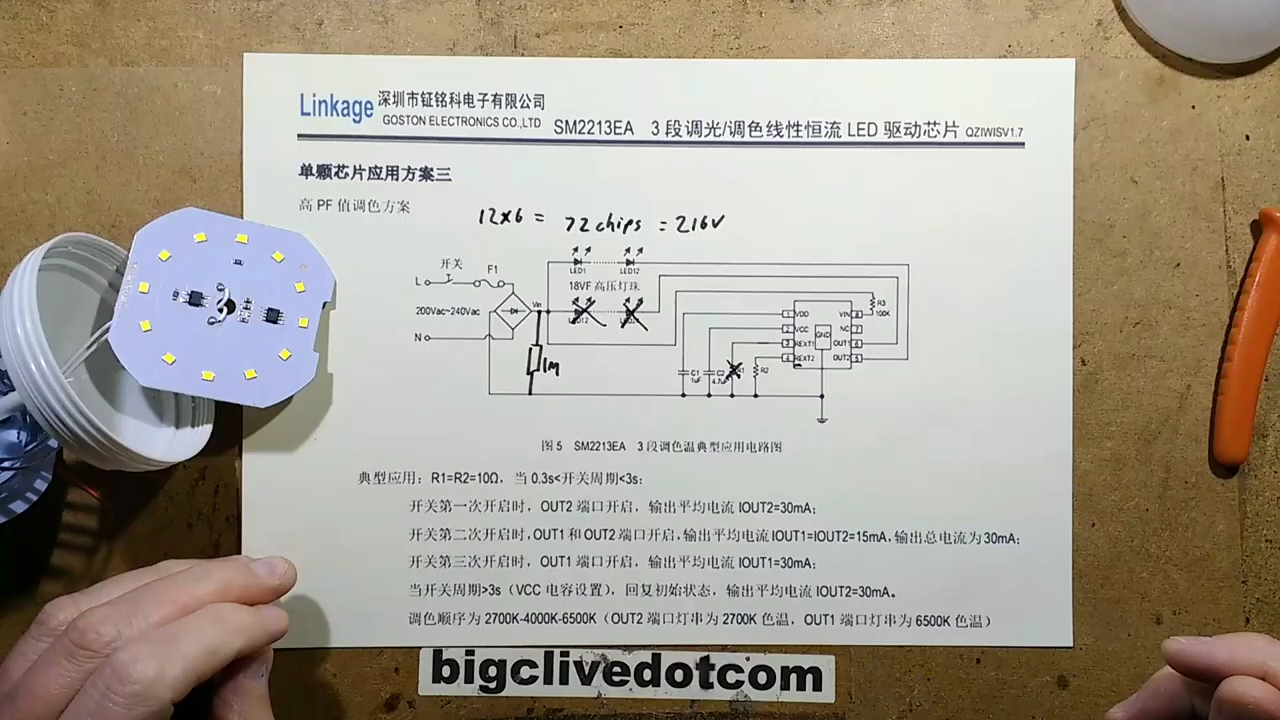 Linkage 深圳市钲铭科电子有限公司
GOSTON ELECTRONICS CO.,LTD
SM2213EA 3 段调光/调色线性恒流 LED 驱动芯片 QZIWISV1.7
单颗芯片应用方案三
高 PF 值调色方案
12x6 = 72 chips = 216V
开关
F1
L
LED1
LED12
18VF 高压灯珠
200Vac~240Vac
Vin
LED12
N
1m
R3
100K
1 VDD VIN 8
2 VCC NC 7
3 REXT1 OUT1 6
4 REXT2 OUT2 5
GND
C1
1uF
C2
4.7uF
R2
图 5 SM2213EA 3 段调色温典型应用电路图
典型应用：R1=R2=10Ω，当 0.3s<开关周期<3s：
开关第一次开启时，OUT2 端口开启，输出平均电流 IOUT2=30mA；
开关第二次开启时，OUT1 和 OUT2 端口开启，输出平均电流 IOUT1=IOUT2=15mA，输出总电流为 30mA；
开关第三次开启时，OUT1 端口开启，输出平均电流 IOUT1=30mA；
当开关周期>3s（VCC 电容设置），回复初始状态，输出平均电流 IOUT2=30mA。
调色顺序为 2700K-4000K-6500K（OUT2 端口灯串为 2700K 色温，OUT1 端口灯串为 6500K 色温）
bigclivedotcom